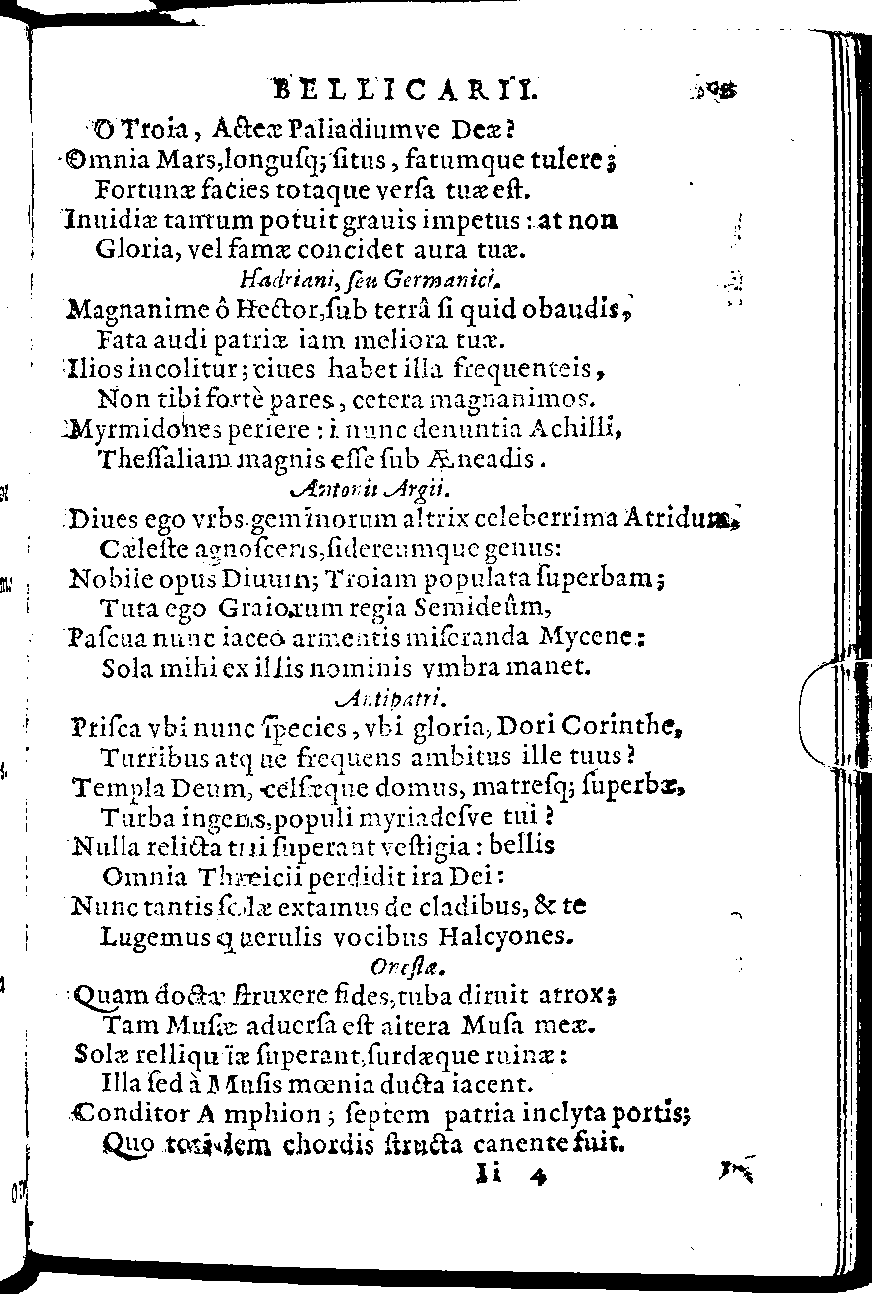 BELLICARII.
O Troia, Acteæ Palladiumve Deæ?
Omnia Mars, longusq; ſitus, fatumque tulere;
Fortunæ facies totaque verſa tuæ eſt.
Inuidiæ tantum potuit grauis impetus: at non
Gloria, vel famæ concidet aura tuæ.
Hadriani, ſeu Germanici.
Magnanime ô Hector, ſub terrâ ſi quid obaudis,
Fata audi patriæ iam meliora tuæ.
Ilios incolitur; ciues habet illa frequenteis,
Non tibi fortè pares, cetera magnanimos.
Myrmidones periere: i nunc denuntia Achilli,
Theſſaliam magnis eſſe ſub Æneadis.
Antonii Argii.
Diues ego vrbs geminorum altrix celeberrima Atridum,
Cæleſte agnoſcens, ſidereumque genus:
Nobile opus Diuum; Troiam populata ſuperbam;
Tuta ego Graiorum regia Semideûm,
Paſcua nunc iaceo armentis miſeranda Mycene:
Sola mihi ex illis nominis vmbra manet.
Antipatri.
Priſca vbi nunc ſpecies, vbi gloria, Dori Corinthe,
Turribus atque frequens ambitus ille tuus?
Templa Deum, celſæque domus, matreſq; ſuperbæ,
Turba ingens, populi myriadeſve tui?
Nulla relicta tui ſuperant veſtigia: bellis
Omnia Thræicii perdidit ira Dei:
Nunc tantis ſolæ extamus de cladibus, & te
Lugemus querulis vocibus Halcyones.
Oreſtæ.
Quam doctæ ſtruxere fides, tuba diruit atrox;
Tam Muſæ aduerſa eſt altera Muſa meæ.
Solæ relliquïæ ſuperant, ſurdæque ruinæ:
Illa ſed à Muſis mœnia ducta iacent.
Conditor Amphion; ſeptem patria inclyta portis;
Quo totidem chordis ſtructa canente fuit.
Ii 4